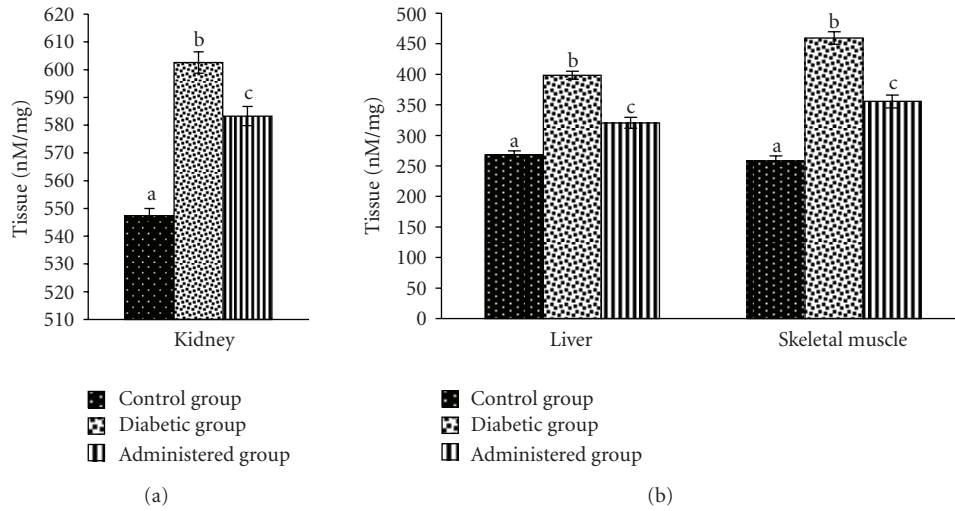 620
610
600
590
580
570
560
550
540
530
520
510
Tissue (nM/mg)
a
b
c
Kidney
Control group
Diabetic group
Administered group
(a)
500
450
400
350
300
250
200
150
100
50
0
Tissue (nM/mg)
a
b
c
a
b
c
Liver
Skeletal muscle
Control group
Diabetic group
Administered group
(b)